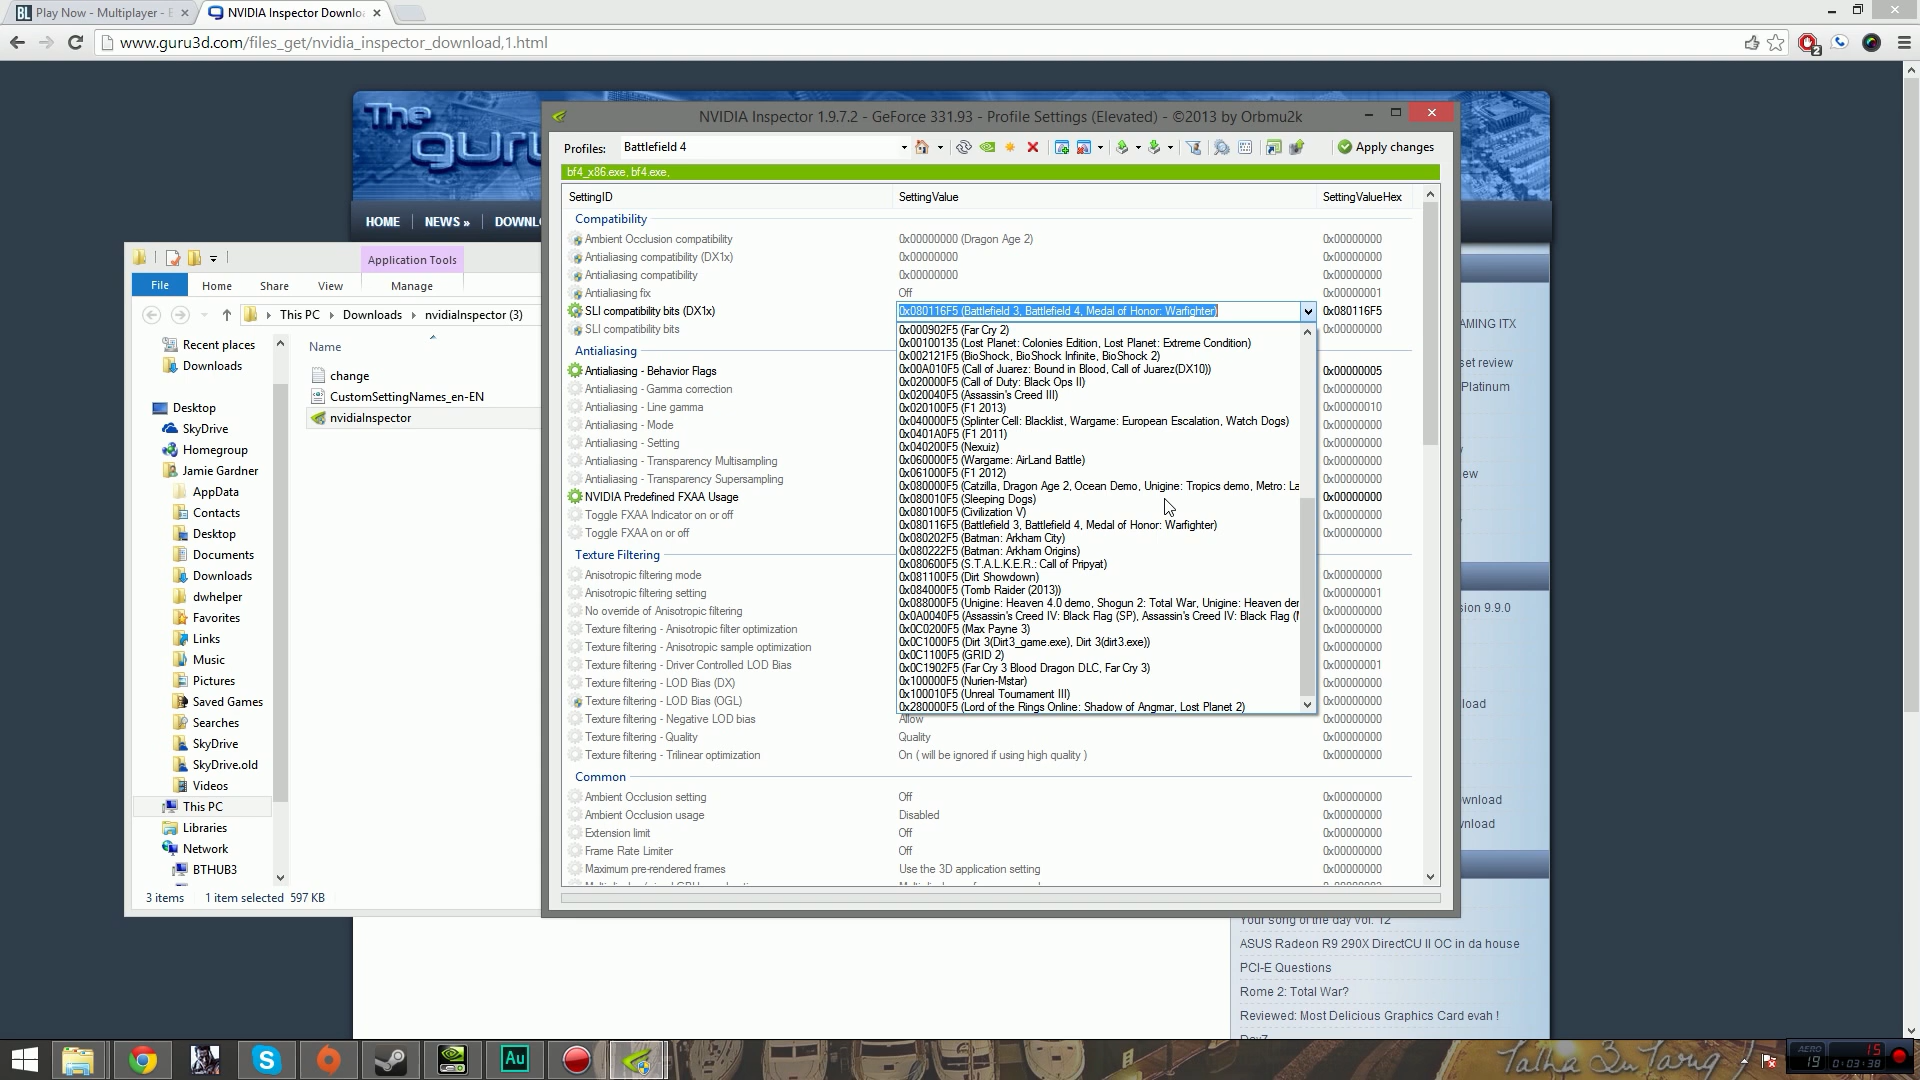 Play Now - Multiplayer - 
NVIDIA Inspector Downlo
www.guru3d.com/files_get/nvidia_inspector_download,1.html
2
The
guru
HOME
NEWS »
DOWNL
NVIDIA Inspector 1.9.7.2 - GeForce 331.93 - Profile Settings (Elevated) - ©2013 by Orbmu2k
Profiles:
Battlefield 4
Apply changes
bf4_x86.exe, bf4.exe,
SettingID
SettingValue
SettingValueHex
Compatibility
Ambient Occlusion compatibility
0x00000000 (Dragon Age 2)
0x00000000
Antialiasing compatibility (DX1x)
0x00000000
0x00000000
Antialiasing compatibility
0x00000000
0x00000000
Antialiasing fix
Off
0x00000001
SLI compatibility bits (DX1x)
0x080116F5 (Battlefield 3, Battlefield 4, Medal of Honor: Warfighter)
0x080116F5
SLI compatibility bits
0x00000000
0x000902F5 (Far Cry 2)
0x00100135 (Lost Planet: Colonies Edition, Lost Planet: Extreme Condition)
0x002121F5 (BioShock, BioShock Infinite, BioShock 2)
0x00A010F5 (Call of Juarez: Bound in Blood, Call of Juarez(DX10))
0x020000F5 (Call of Duty: Black Ops II)
0x020040F5 (Assassin's Creed III)
0x020100F5 (F1 2013)
0x040000F5 (Splinter Cell: Blacklist, Wargame: European Escalation, Watch Dogs)
0x0401A0F5 (F1 2011)
0x040200F5 (Nexuiz)
0x060000F5 (Wargame: AirLand Battle)
0x061000F5 (F1 2012)
0x080000F5 (Catzilla, Dragon Age 2, Ocean Demo, Unigine: Tropics demo, Metro: La
0x080010F5 (Sleeping Dogs)
0x080100F5 (Civilization V)
0x080116F5 (Battlefield 3, Battlefield 4, Medal of Honor: Warfighter)
0x080202F5 (Batman: Arkham City)
0x080222F5 (Batman: Arkham Origins)
0x080600F5 (S.T.A.L.K.E.R.: Call of Pripyat)
0x081100F5 (Dirt Showdown)
0x084000F5 (Tomb Raider (2013))
0x088000F5 (Unigine: Heaven 4.0 demo, Shogun 2: Total War, Unigine: Heaven der
0x0A0040F5 (Assassin's Creed IV: Black Flag (SP), Assassin's Creed IV: Black Flag (
0x0C0200F5 (Max Payne 3)
0x0C1000F5 (Dirt 3(Dirt3_game.exe), Dirt 3(dirt3.exe))
0x0C1100F5 (GRID 2)
0x0C1902F5 (Far Cry 3 Blood Dragon DLC, Far Cry 3)
0x100000F5 (Nurien-Mstar)
0x100010F5 (Unreal Tournament III)
0x280000F5 (Lord of the Rings Online: Shadow of Angmar, Lost Planet 2)
Antialiasing
Antialiasing - Behavior Flags
0x00000005
Antialiasing - Gamma correction
0x00000000
Antialiasing - Line gamma
0x00000010
Antialiasing - Mode
0x00000000
Antialiasing - Setting
0x00000000
Antialiasing - Transparency Multisampling
0x00000000
Antialiasing - Transparency Supersampling
0x00000000
NVIDIA Predefined FXAA Usage
0x00000000
Toggle FXAA Indicator on or off
0x00000000
Toggle FXAA on or off
0x00000000
Texture Filtering
Anisotropic filtering mode
0x00000000
Anisotropic filtering setting
0x00000001
No override of Anisotropic filtering
0x00000000
Texture filtering - Anisotropic filter optimization
0x00000000
Texture filtering - Anisotropic sample optimization
0x00000000
Texture filtering - Driver Controlled LOD Bias
0x00000001
Texture filtering - LOD Bias (DX)
0x00000000
Texture filtering - LOD Bias (OGL)
0x00000000
Texture filtering - Negative LOD bias
Allow
0x00000000
Texture filtering - Quality
Quality
0x00000000
Texture filtering - Trilinear optimization
On ( will be ignored if using high quality )
0x00000000
Common
Ambient Occlusion setting
Off
0x00000000
Ambient Occlusion usage
Disabled
0x00000000
Extension limit
Off
0x00000000
Frame Rate Limiter
Off
0x00000000
Maximum pre-rendered frames
Use the 3D application setting
0x00000000
Application Tools
File
Home
Share
View
Manage
This PC
Downloads
nvidiaInspector (3)
Name
change
CustomSettingNames_en-EN
nvidiaInspector
Recent places
Downloads
Desktop
SkyDrive
Homegroup
Jamie Gardner
AppData
Contacts
Desktop
Documents
Downloads
dwhelper
Favorites
Links
Music
Pictures
Saved Games
Searches
SkyDrive
SkyDrive.old
Videos
This PC
Libraries
Network
BTHUB3
3 items
1 item selected 597 KB
AMING ITX
set review
Platinum
ew
sion 9.9.0
load
wnload
vnload
Your song of the day vol. 12
ASUS Radeon R9 290X DirectCU II OC in da house
PCI-E Questions
Rome 2: Total War?
Reviewed: Most Delicious Graphics Card evah !
Au
AERO
19
15
0:03:38